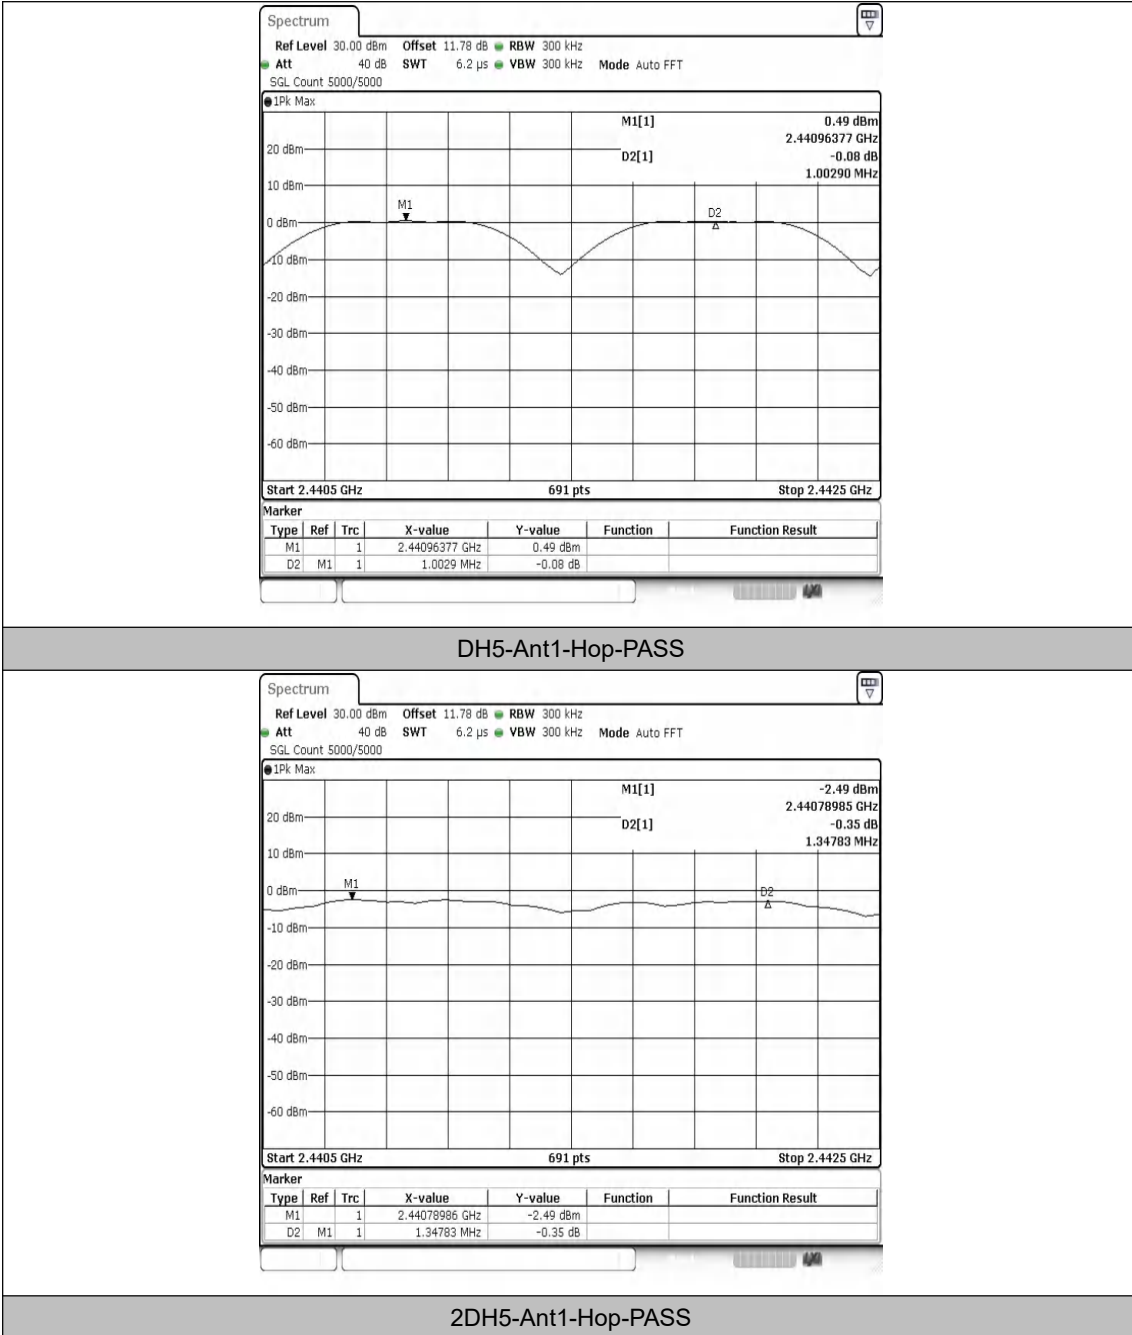 Spectrum
Ref Level 30.00 dBm Offset 11.78 dB RBW 300 kHz
Att 40 dB SWT 6.2 µs VBW 300 kHz Mode Auto FFT
SGL Count 5000/5000
1Pk Max
M1[1] 0.49 dBm
2.44096377 GHz
20 dBm
D2[1] -0.08 dB
1.00290 MHz
10 dBm
M1
D2
0 dBm
-10 dBm
-20 dBm
-30 dBm
-40 dBm
-50 dBm
-60 dBm
Start 2.4405 GHz 691 pts Stop 2.4425 GHz
Marker
Type Ref Trc X-value Y-value Function Function Result
M1 1 2.44096377 GHz 0.49 dBm
D2 M1 1 1.0029 MHz -0.08 dB
DH5-Ant1-Hop-PASS
Spectrum
Ref Level 30.00 dBm Offset 11.78 dB RBW 300 kHz
Att 40 dB SWT 6.2 µs VBW 300 kHz Mode Auto FFT
SGL Count 5000/5000
1Pk Max
M1[1] -2.49 dBm
2.44078985 GHz
20 dBm
D2[1] -0.35 dB
1.34783 MHz
10 dBm
M1
0 dBm
D2
-10 dBm
-20 dBm
-30 dBm
-40 dBm
-50 dBm
-60 dBm
Start 2.4405 GHz 691 pts Stop 2.4425 GHz
Marker
Type Ref Trc X-value Y-value Function Function Result
M1 1 2.44078986 GHz -2.49 dBm
D2 M1 1 1.34783 MHz -0.35 dB
2DH5-Ant1-Hop-PASS